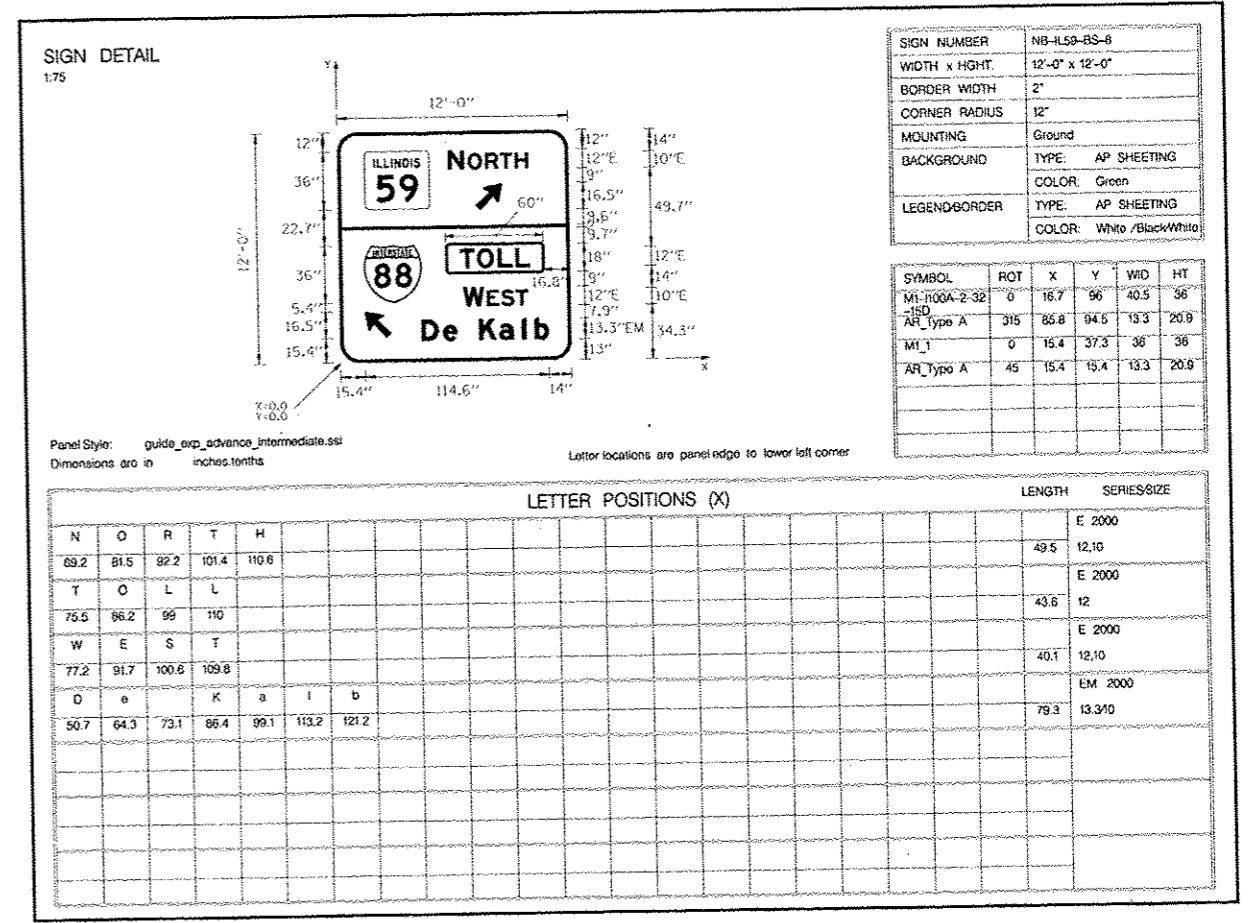 SIGN DETAIL
1:75
Y
12'-0"
12'-0"
12"
36"
22.7"
36"
5.4"
16.5"
15.4"
ILLINOIS
59
NORTH
60"
INTERSTATE
88
TOLL
16.8"
WEST
De Kalb
12"
12"E
9"
16.5"
9.7"
18"
9"
12"E
7.9"
13.3"EM
13"
14"
10"E
49.7"
12"E
14"
10"E
34.3"
X
15.4"
114.6"
14"
X=0.0
Y=0.0
SIGN NUMBER NB-IL59-BS-6
WIDTH x HGHT. 12'-0" x 12'-0"
BORDER WIDTH 2"
CORNER RADIUS 12"
MOUNTING Ground
BACKGROUND TYPE: AP SHEETING
COLOR: Green
LEGEND/BORDER TYPE: AP SHEETING
COLOR: White /Black/White
SYMBOL ROT X Y WID HT
M1-I100A-2-32 0 16.7 96 40.5 36
-15D
AR_Type A 315 85.8 94.5 13.3 20.9
M1_1 0 15.4 37.3 36 36
AR_Type A 45 15.4 15.4 13.3 20.9
Panel Style: guide_exp_advance_intermediate.ssi
Dimensions are in inches.tenths
Letter locations are panel edge to lower left corner
LETTER POSITIONS (X) LENGTH SERIES/SIZE
N O R T H E 2000
69.2 81.5 92.2 101.4 110.6 49.5 12,10
T O L L E 2000
75.5 86.2 99 110 43.6 12
W E S T E 2000
77.2 91.7 100.6 109.8 40.1 12,10
D e K a l b EM 2000
50.7 64.3 73.1 86.4 99.1 113.2 121.2 79.3 13.3/10